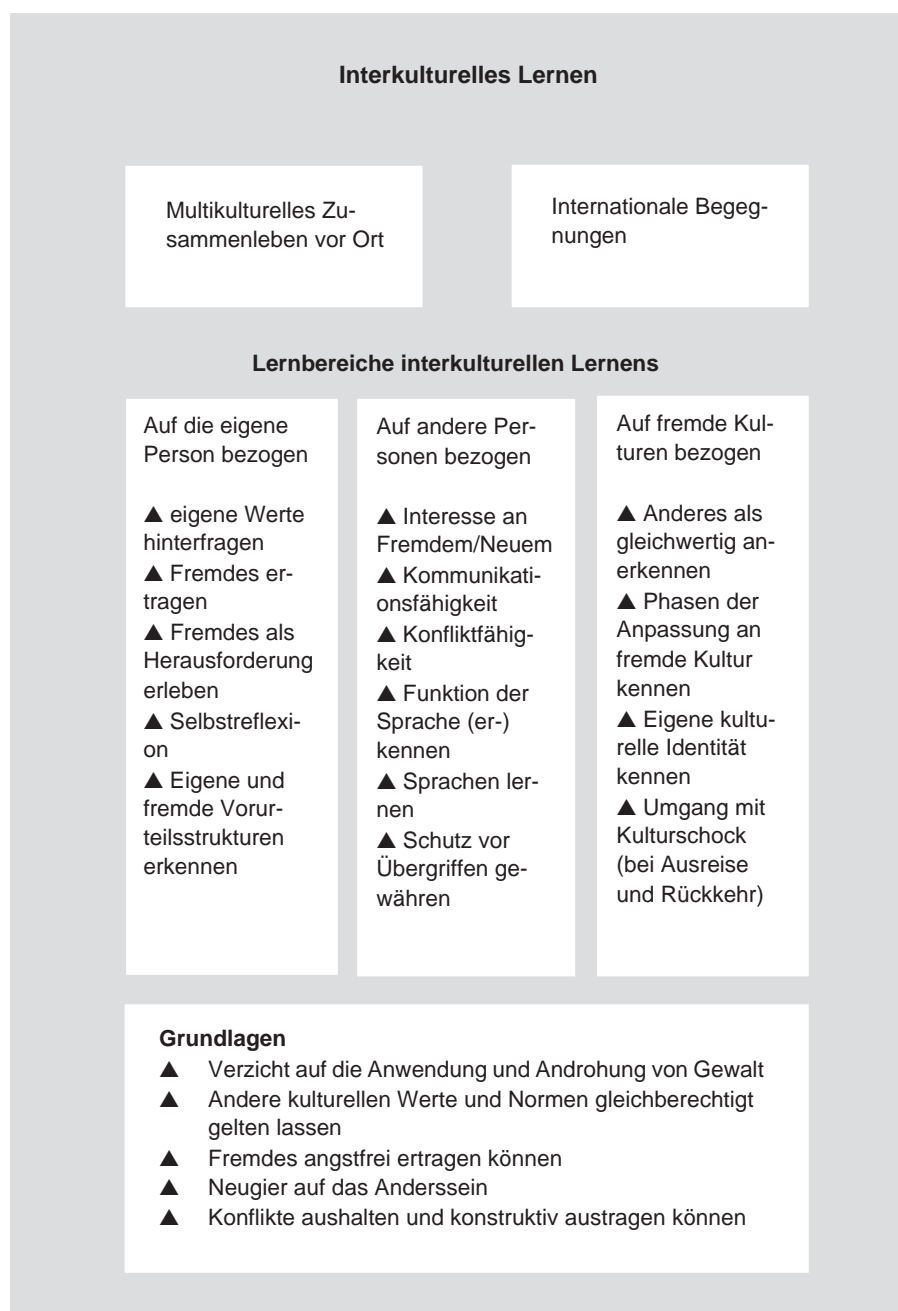 Interkulturelles Lernen
Multikulturelles Zu-
sammenleben vor Ort
Internationale Begeg-
nungen
Lernbereiche interkulturellen Lernens
Auf die eigene
Person bezogen
▲ eigene Werte
hinterfragen
▲ Fremdes er-
tragen
▲ Fremdes als
Herausforderung
erleben
▲ Selbstreflexi-
on
▲ Eigene und
fremde Vorur-
teilsstrukturen
erkennen
Auf andere Per-
sonen bezogen
▲ Interesse an
Fremdem/Neuem
▲ Kommunikati-
onsfähigkeit
▲ Konfliktfähig-
keit
▲ Funktion der
Sprache (er-)
kennen
▲ Sprachen ler-
nen
▲ Schutz vor
Übergriffen ge-
währen
Auf fremde Kul-
turen bezogen
▲ Anderes als
gleichwertig an-
erkennen
▲ Phasen der
Anpassung an
fremde Kultur
kennen
▲ Eigene kultu-
relle Identität
kennen
▲ Umgang mit
Kulturschock
(bei Ausreise
und Rückkehr)
Grundlagen
▲ Verzicht auf die Anwendung und Androhung von Gewalt
▲ Andere kulturellen Werte und Normen gleichberechtigt
gelten lassen
▲ Fremdes angstfrei ertragen können
▲ Neugier auf das Anderssein
▲ Konflikte aushalten und konstruktiv austragen können